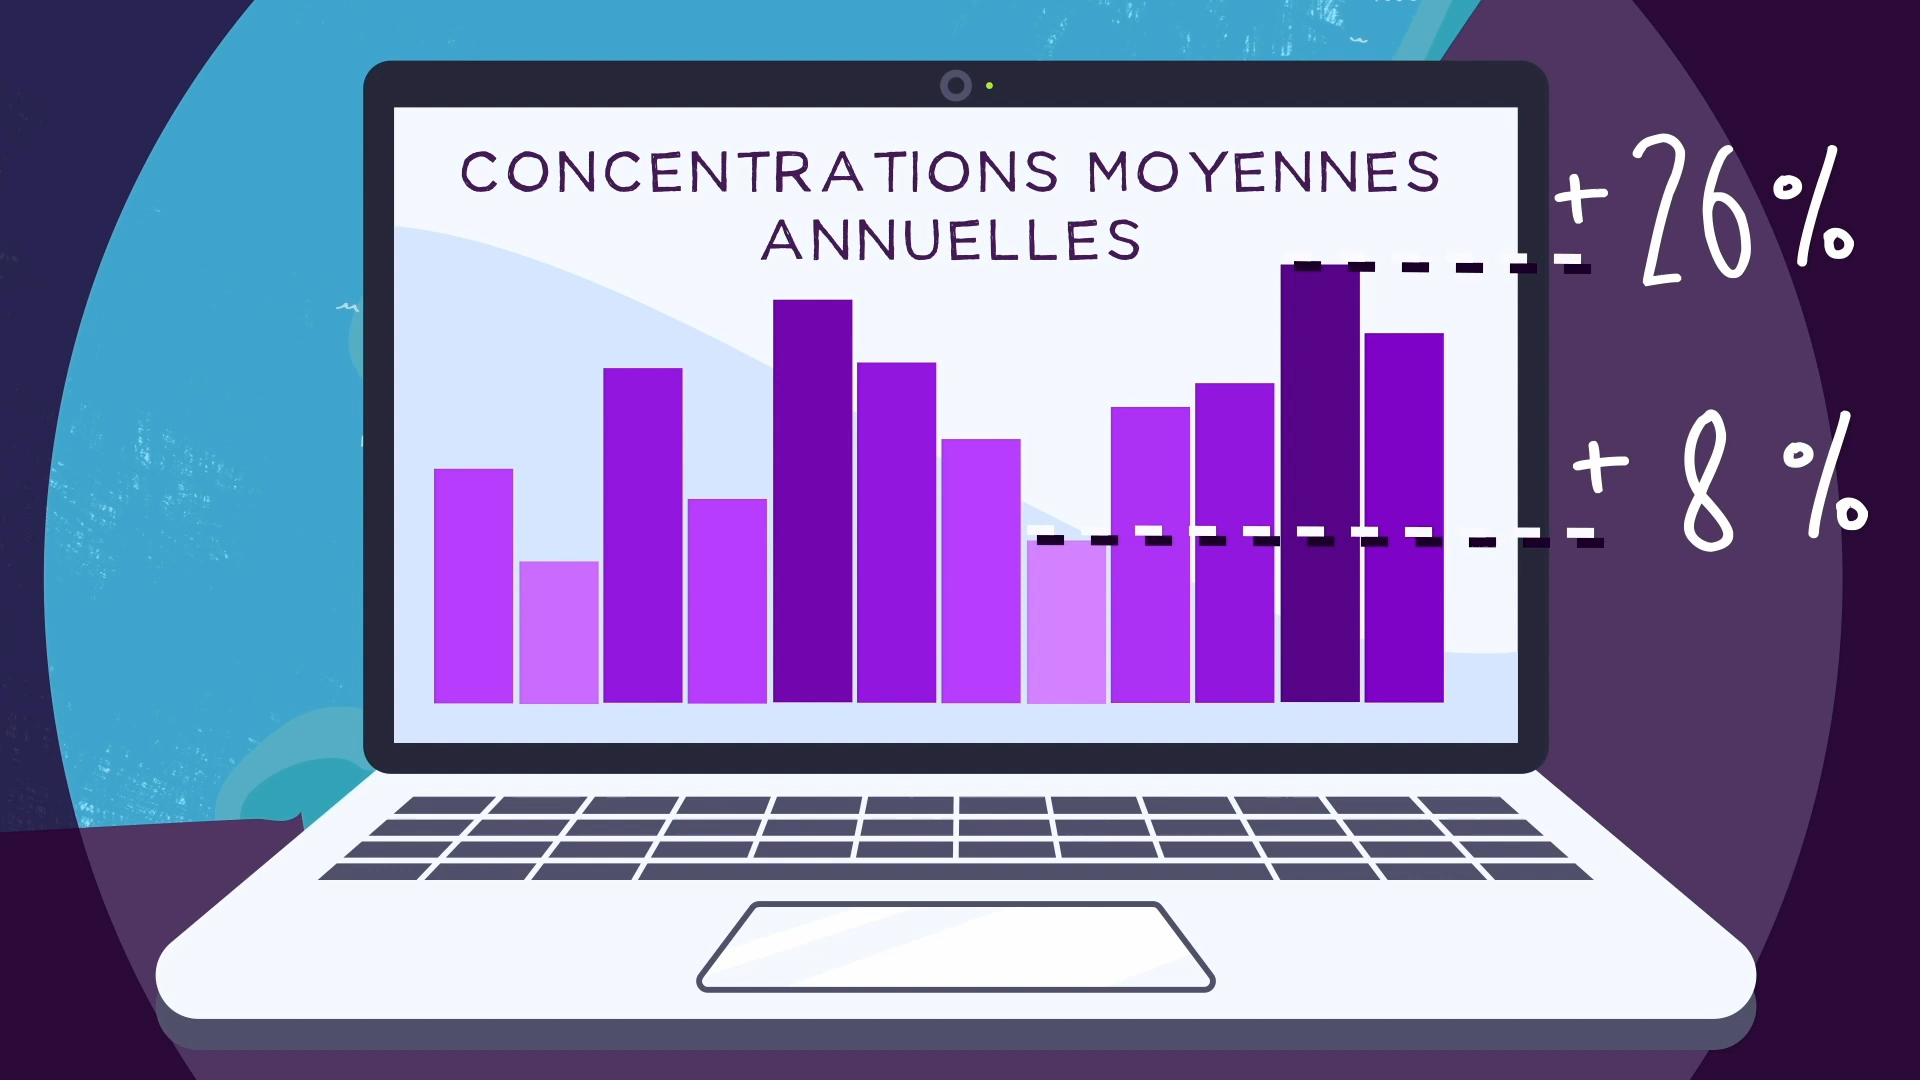 CONCENTRATIONS MOYENNES
ANNUELLES
+26%
+ 8 %